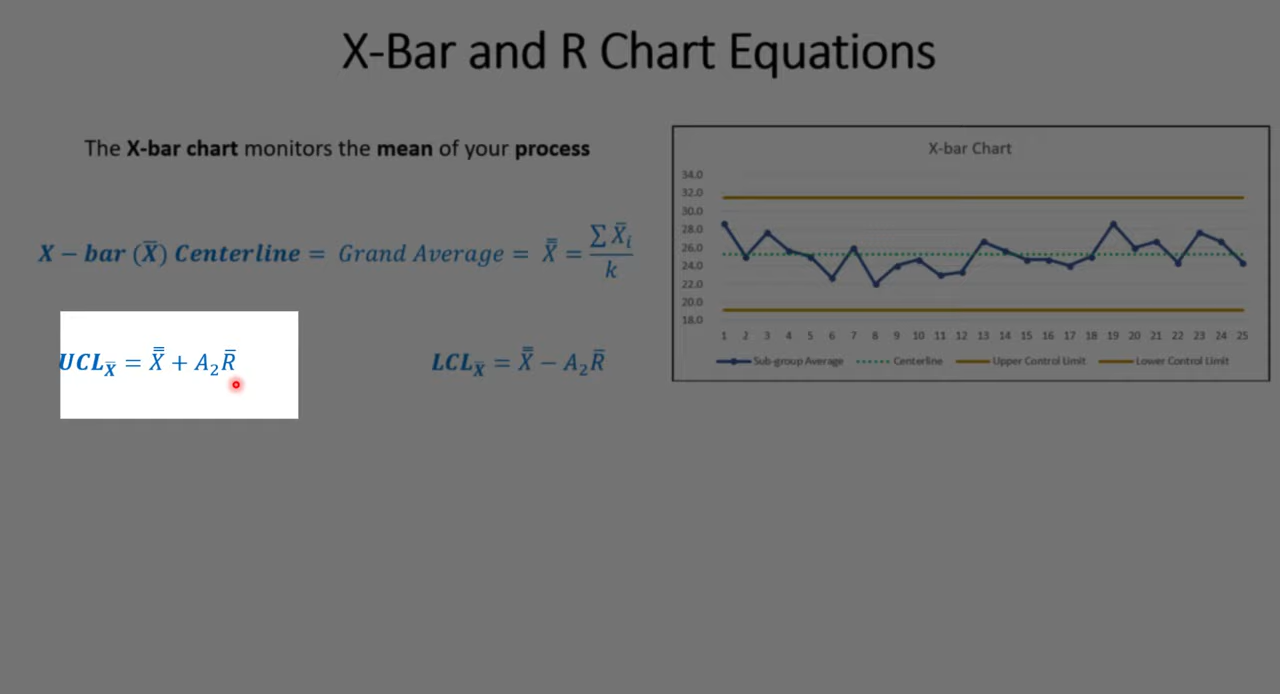 X-Bar and R Chart Equations
The X-bar chart monitors the mean of your process
X − bar (X̄) Centerline = Grand Average = X̿ = ∑ X̄ᵢ / k
UCL_X̄ = X̿ + A₂R̄
LCL_X̄ = X̿ − A₂R̄
X-bar Chart
34.0
32.0
30.0
28.0
26.0
24.0
22.0
20.0
18.0
1 2 3 4 5 6 7 8 9 10 11 12 13 14 15 16 17 18 19 20 21 22 23 24 25
Sub-group Average Centerline Upper Control Limit Lower Control Limit